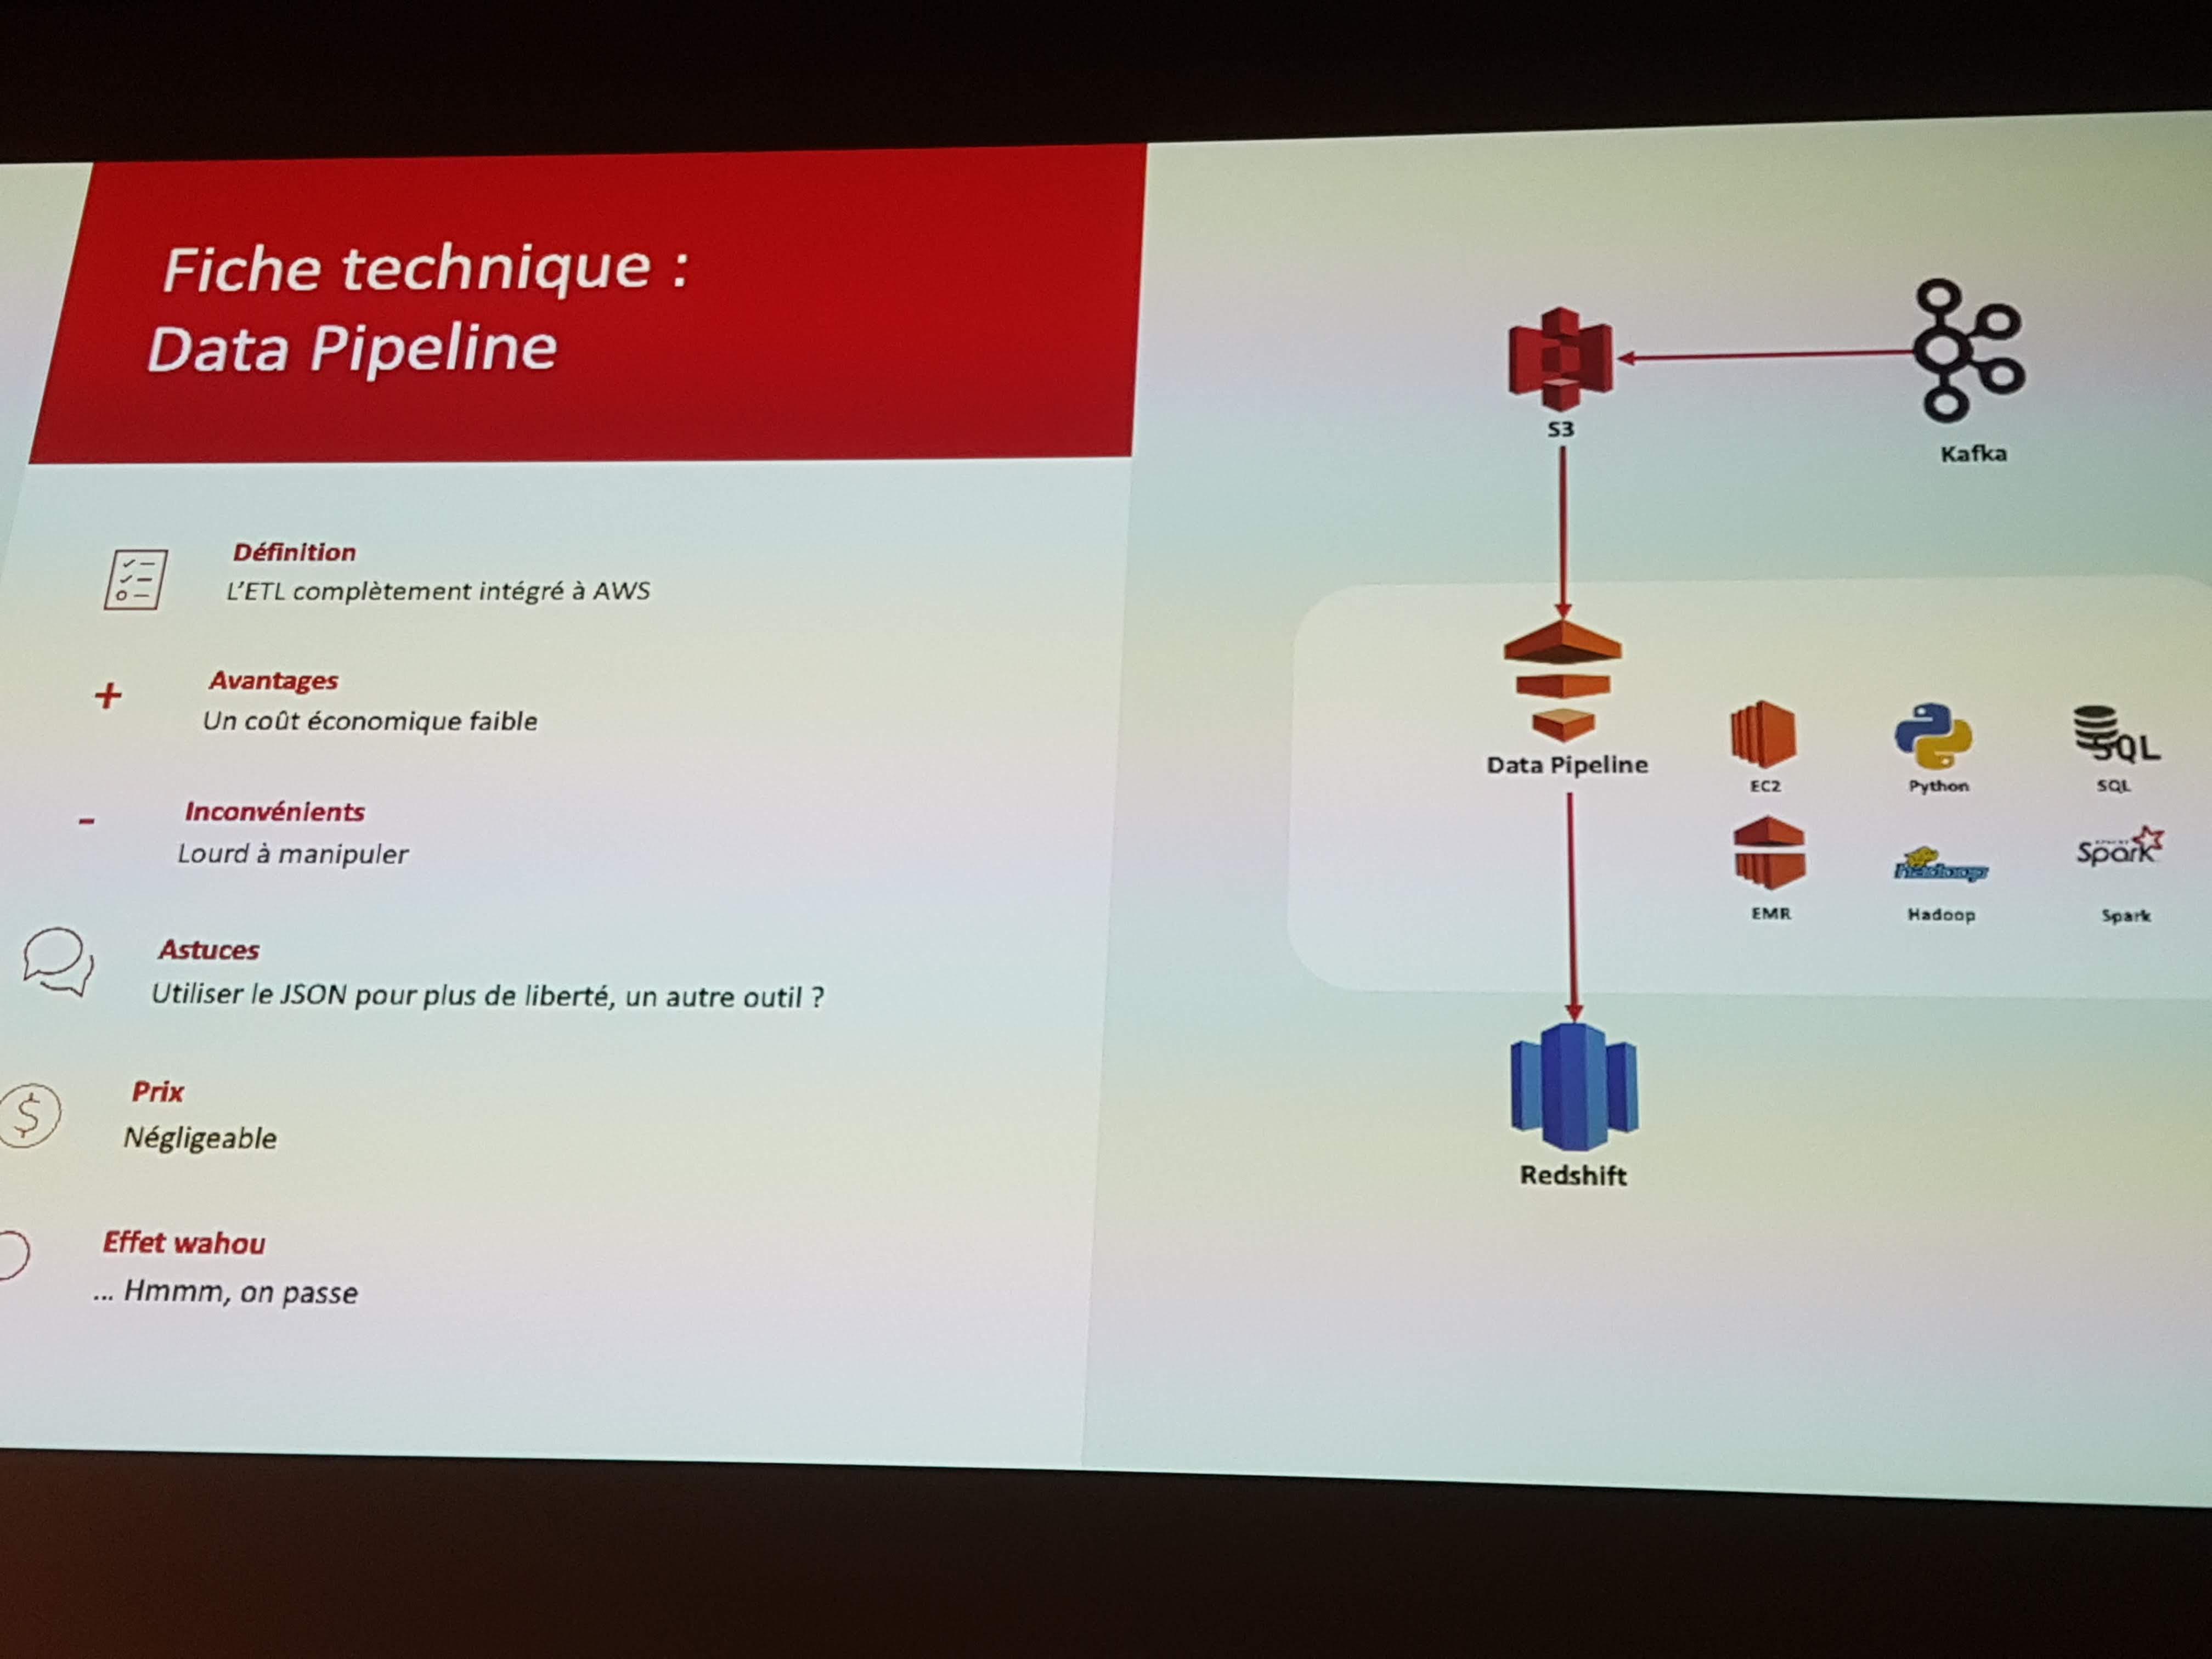 Fiche technique :
Data Pipeline
Définition
L'ETL complètement intégré à AWS
+
Avantages
Un coût économique faible
-
Inconvénients
Lourd à manipuler
Astuces
Utiliser le JSON pour plus de liberté, un autre outil ?
$
Prix
Négligeable
Effet wahou
... Hmmm, on passe
S3
Kafka
Data Pipeline
EC2
Python
SQL
SQL
EMR
hadoop
Hadoop
Spark
Spark
Redshift